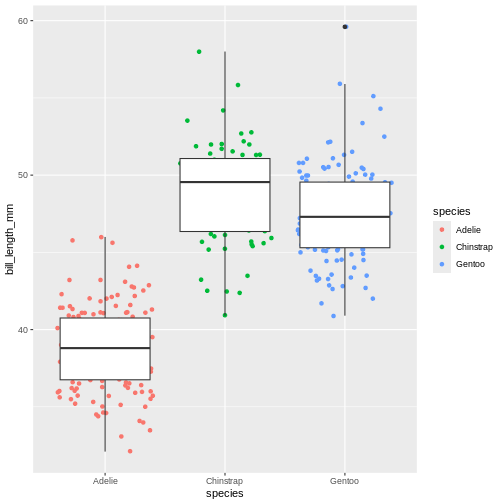 60
50
40
bill_length_mm
Adelie
Chinstrap
Gentoo
species
species
Adelie
Chinstrap
Gentoo